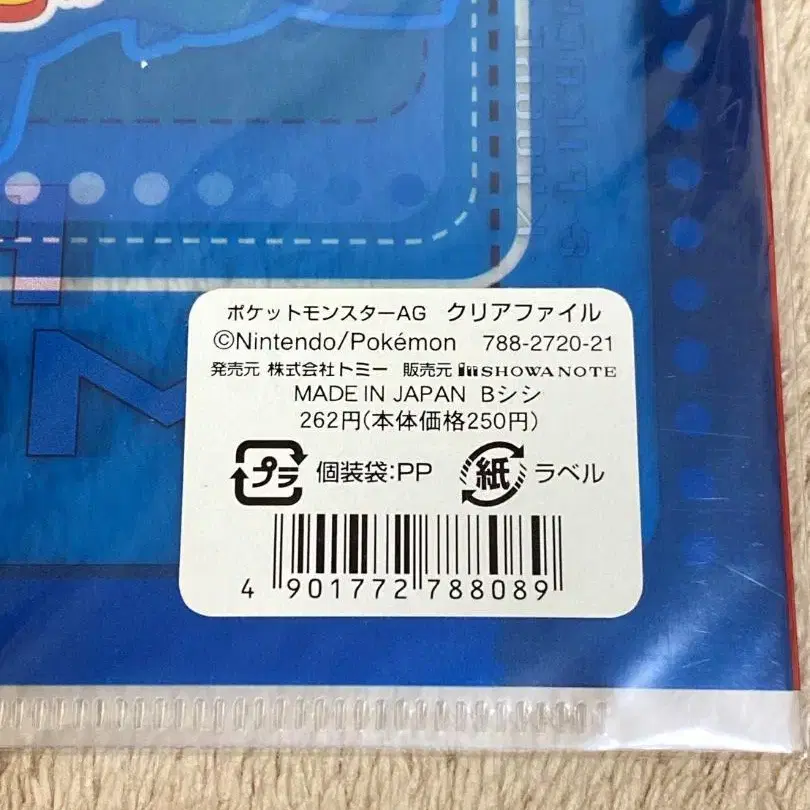 ポケットモンスターAG クリアファイル
©Nintendo/Pokémon 788-2720-21
発売元 株式会社トミー 販売元 SHOWA NOTE
MADE IN JAPAN Bシシ
262円(本体価格250円)
プラ 個装袋:PP 紙 ラベル
4 901772 788089